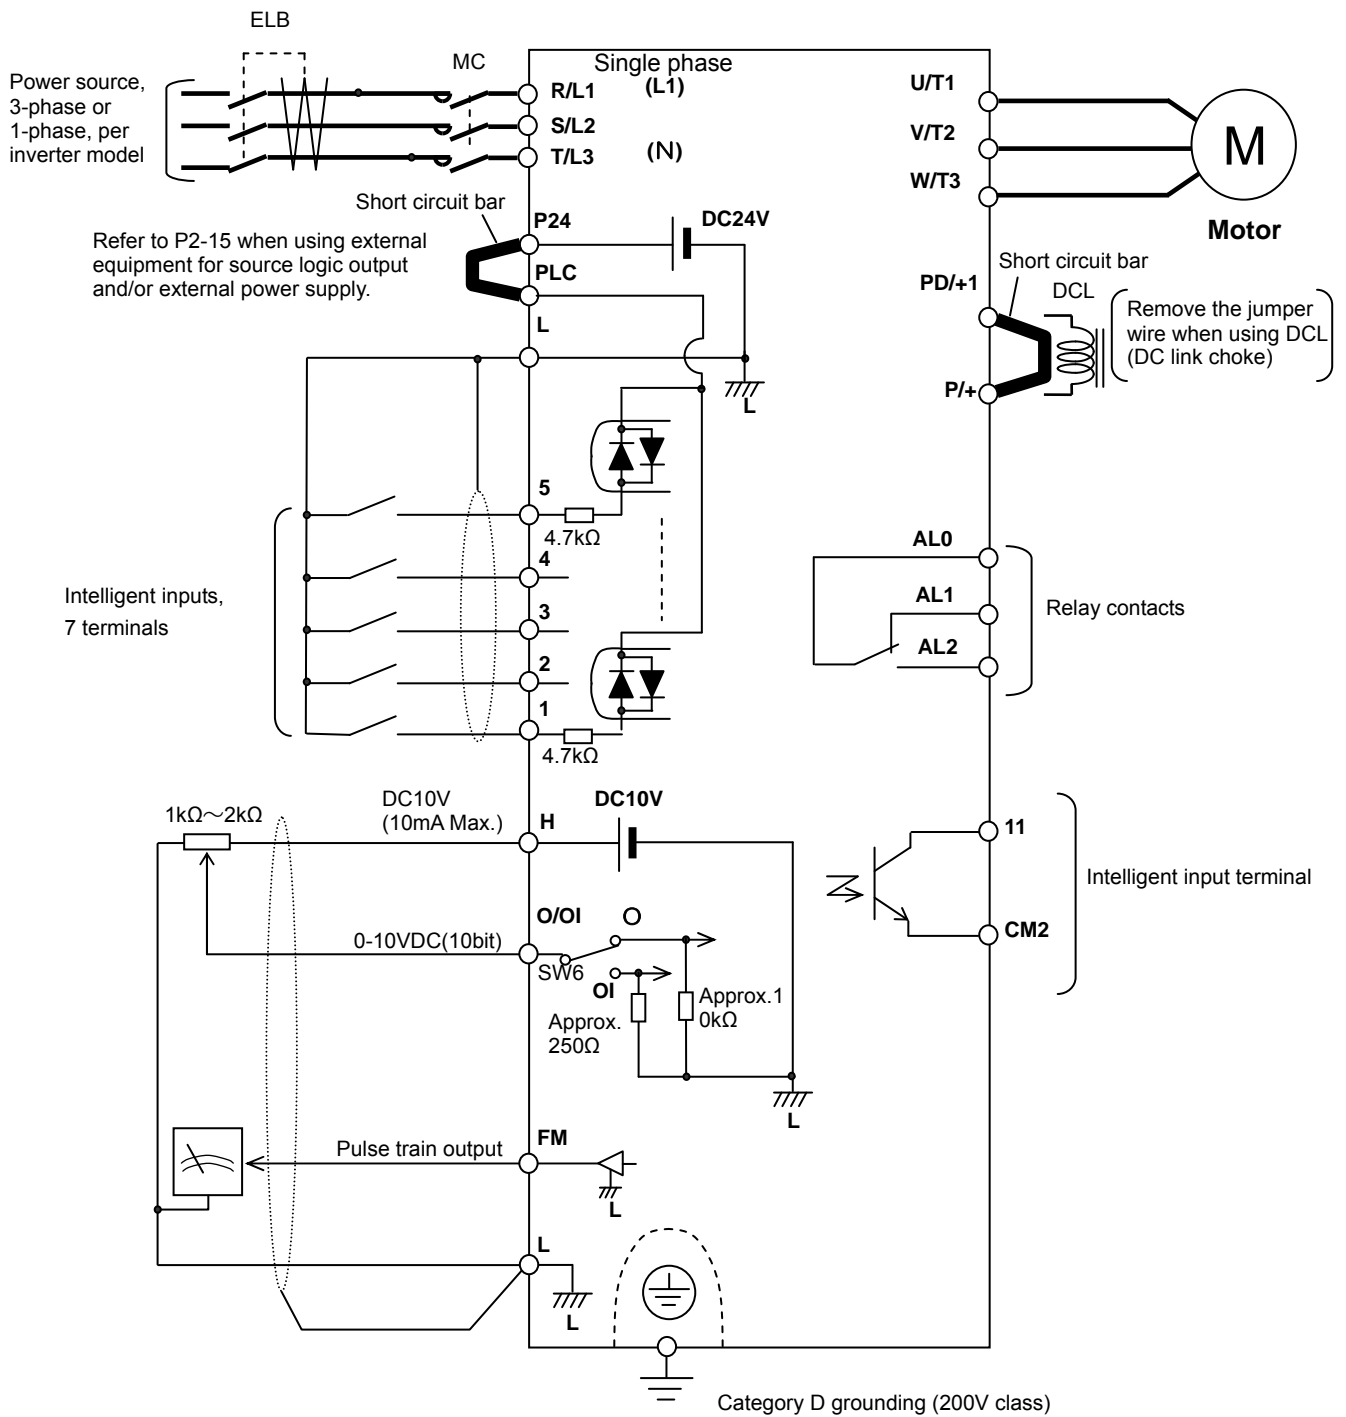 ELB
MC
Single phase
Power source,
3-phase or
1-phase, per
inverter model
R/L1
(L1)
S/L2
T/L3
(N)
U/T1
V/T2
W/T3
M
Motor
Short circuit bar
P24
DC24V
Refer to P2-15 when using external
equipment for source logic output
and/or external power supply.
PLC
L
L
PD/+1
Short circuit bar
DCL
Remove the jumper
wire when using DCL
(DC link choke)
P/+
5
4.7kΩ
4
3
2
1
4.7kΩ
Intelligent inputs,
7 terminals
AL0
AL1
AL2
Relay contacts
1kΩ～2kΩ
DC10V
(10mA Max.)
H
DC10V
11
Intelligent input terminal
CM2
O/OI
O
0-10VDC(10bit)
SW6
OI
Approx.
250Ω
Approx.1
0kΩ
L
Pulse train output
FM
L
L
L
Category D grounding (200V class)